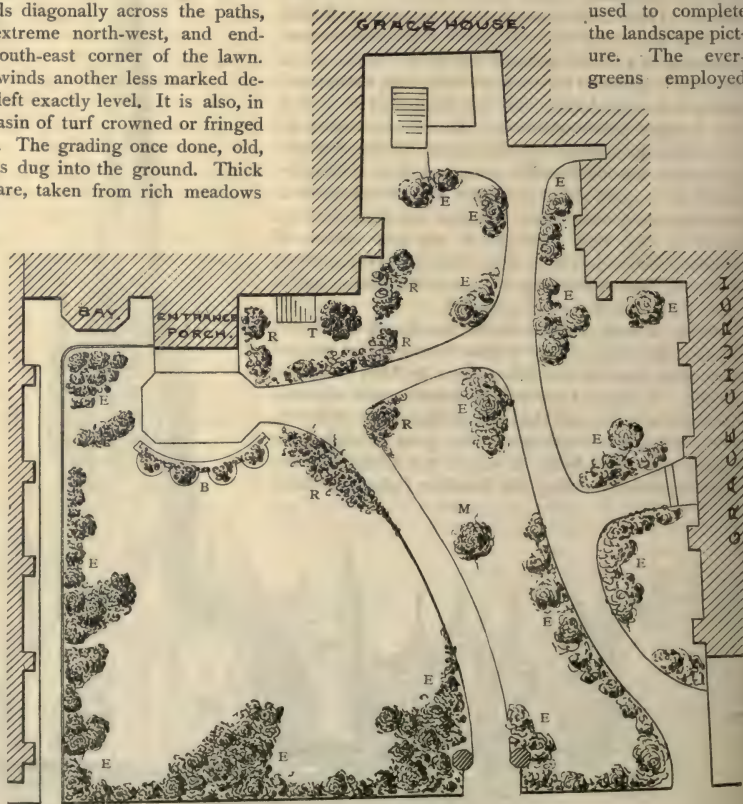 ds diagonally across the paths,
extreme north-west, and end-
outh-east corner of the lawn.
winds another less marked de-
left exactly level. It is also, in
asin of turf crowned or fringed
The grading once done, old,
s dug into the ground. Thick
are, taken from rich meadows
used to complete
the landscape pict-
ure. The ever-
greens employed
GRACE HOUSE.
E
E
E
R
E
E
E
BAY.
ENTRANCE
PORCH.
R
T
R
GRACE CHURCH.
E
R
E
E
B
R
M
E
E
E
E
E
E
E